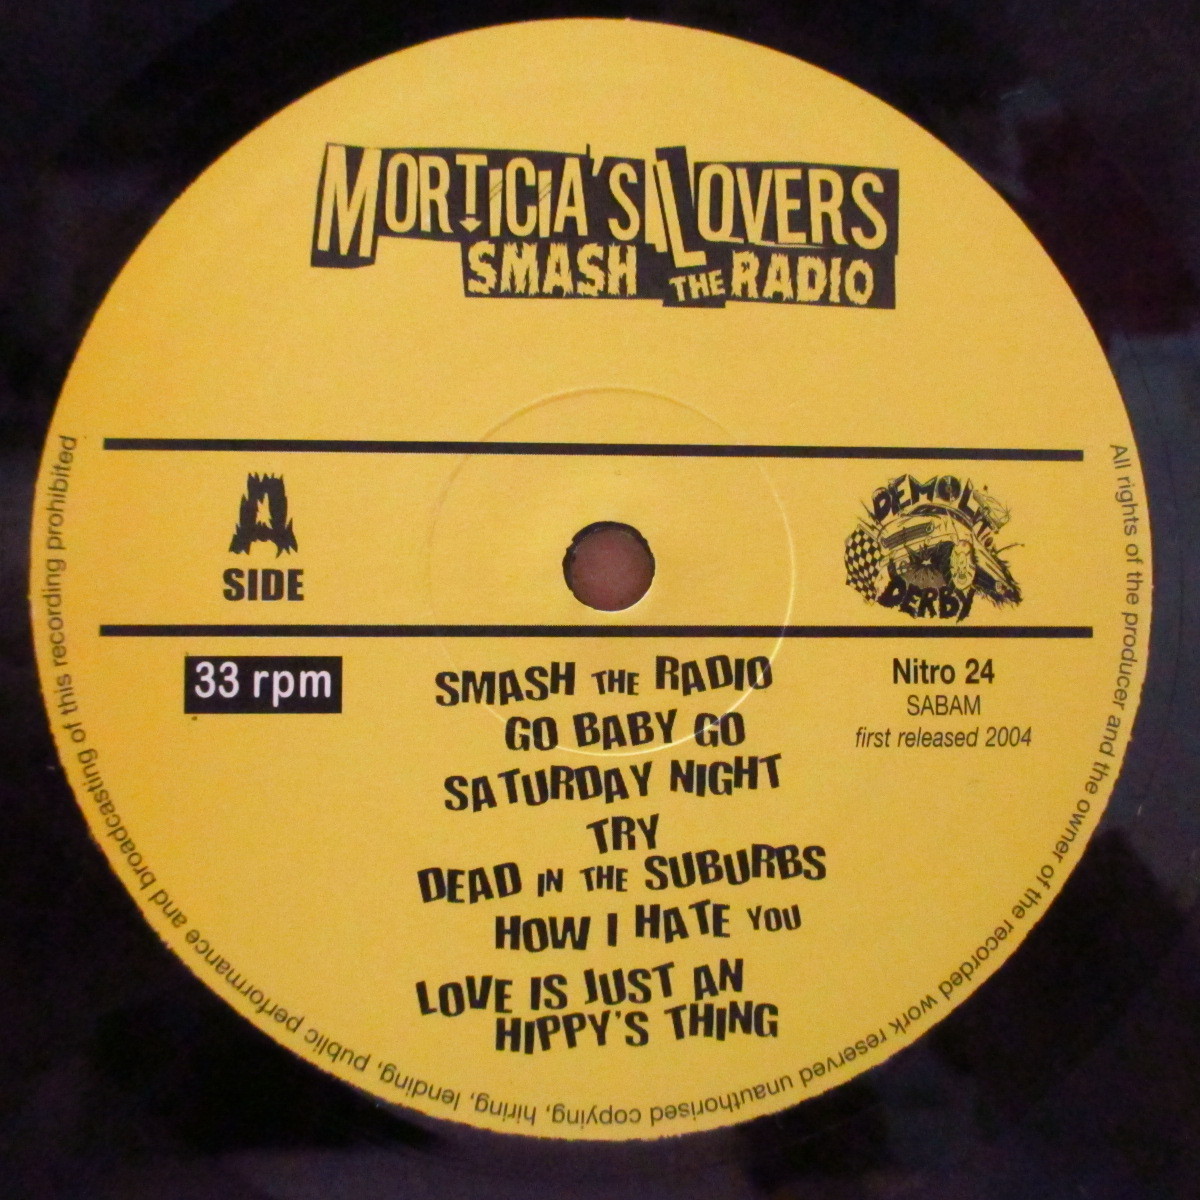 MORTICIA'S LOVERS
SMASH THE RADIO
A
SIDE
DEMOLITION
DERBY
33 rpm
SMASH THE RADIO
GO BABY GO
SATURDAY NIGHT
TRY
DEAD IN THE SUBURBS
HOW I HATE YOU
LOVE IS JUST AN
HIPPY'S THING
Nitro 24
SABAM
first released 2004
All rights of the producer and the owner of the recorded work reserved unauthorised copying, hiring, lending, public performance and broadcasting of this recording prohibited